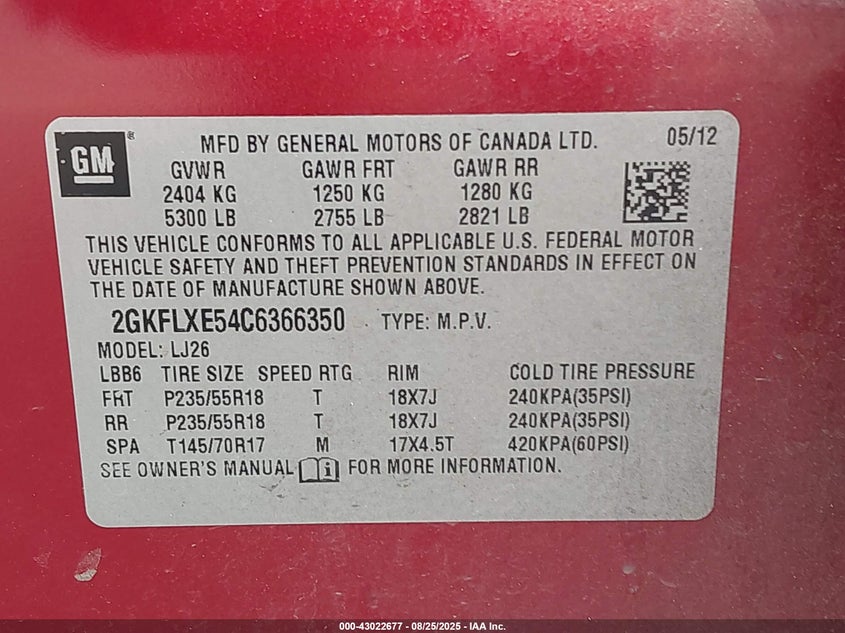 GM ®
MFD BY GENERAL MOTORS OF CANADA LTD. 05/12
GVWR GAWR FRT GAWR RR
2404 KG 1250 KG 1280 KG
5300 LB 2755 LB 2821 LB
THIS VEHICLE CONFORMS TO ALL APPLICABLE U.S. FEDERAL MOTOR
VEHICLE SAFETY AND THEFT PREVENTION STANDARDS IN EFFECT ON
THE DATE OF MANUFACTURE SHOWN ABOVE.
2GKFLXE54C6366350 TYPE: M.P.V.
MODEL: LJ26
LBB6 TIRE SIZE SPEED RTG RIM COLD TIRE PRESSURE
FRT P235/55R18 T 18X7J 240KPA(35PSI)
RR P235/55R18 T 18X7J 240KPA(35PSI)
SPA T145/70R17 M 17X4.5T 420KPA(60PSI)
SEE OWNER'S MANUAL i FOR MORE INFORMATION.
000-43022677 - 08/25/2025 - IAA Inc.